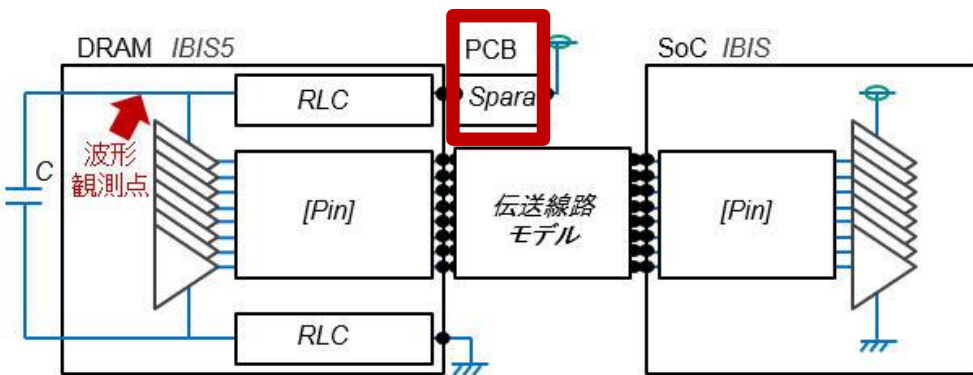 DRAM IBIS5
PCB
SoC IBIS
RLC
Spara
波形
観測点
C
[Pin]
伝送線路
モデル
[Pin]
RLC